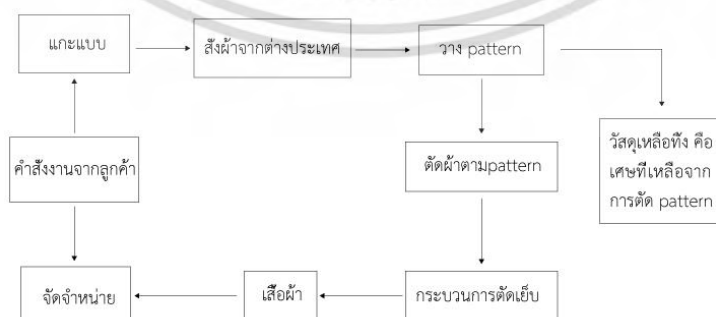 แกะแบบ
สั่งผ้าจากต่างประเทศ
วาง pattern
คำสั่งงานจากลูกค้า
ตัดผ้าตามpattern
วัสดุเหลือทิ้ง คือ
เศษที่เหลือจาก
การตัด pattern
จัดจำหน่าย
เสื้อผ้า
กระบวนการตัดเย็บ